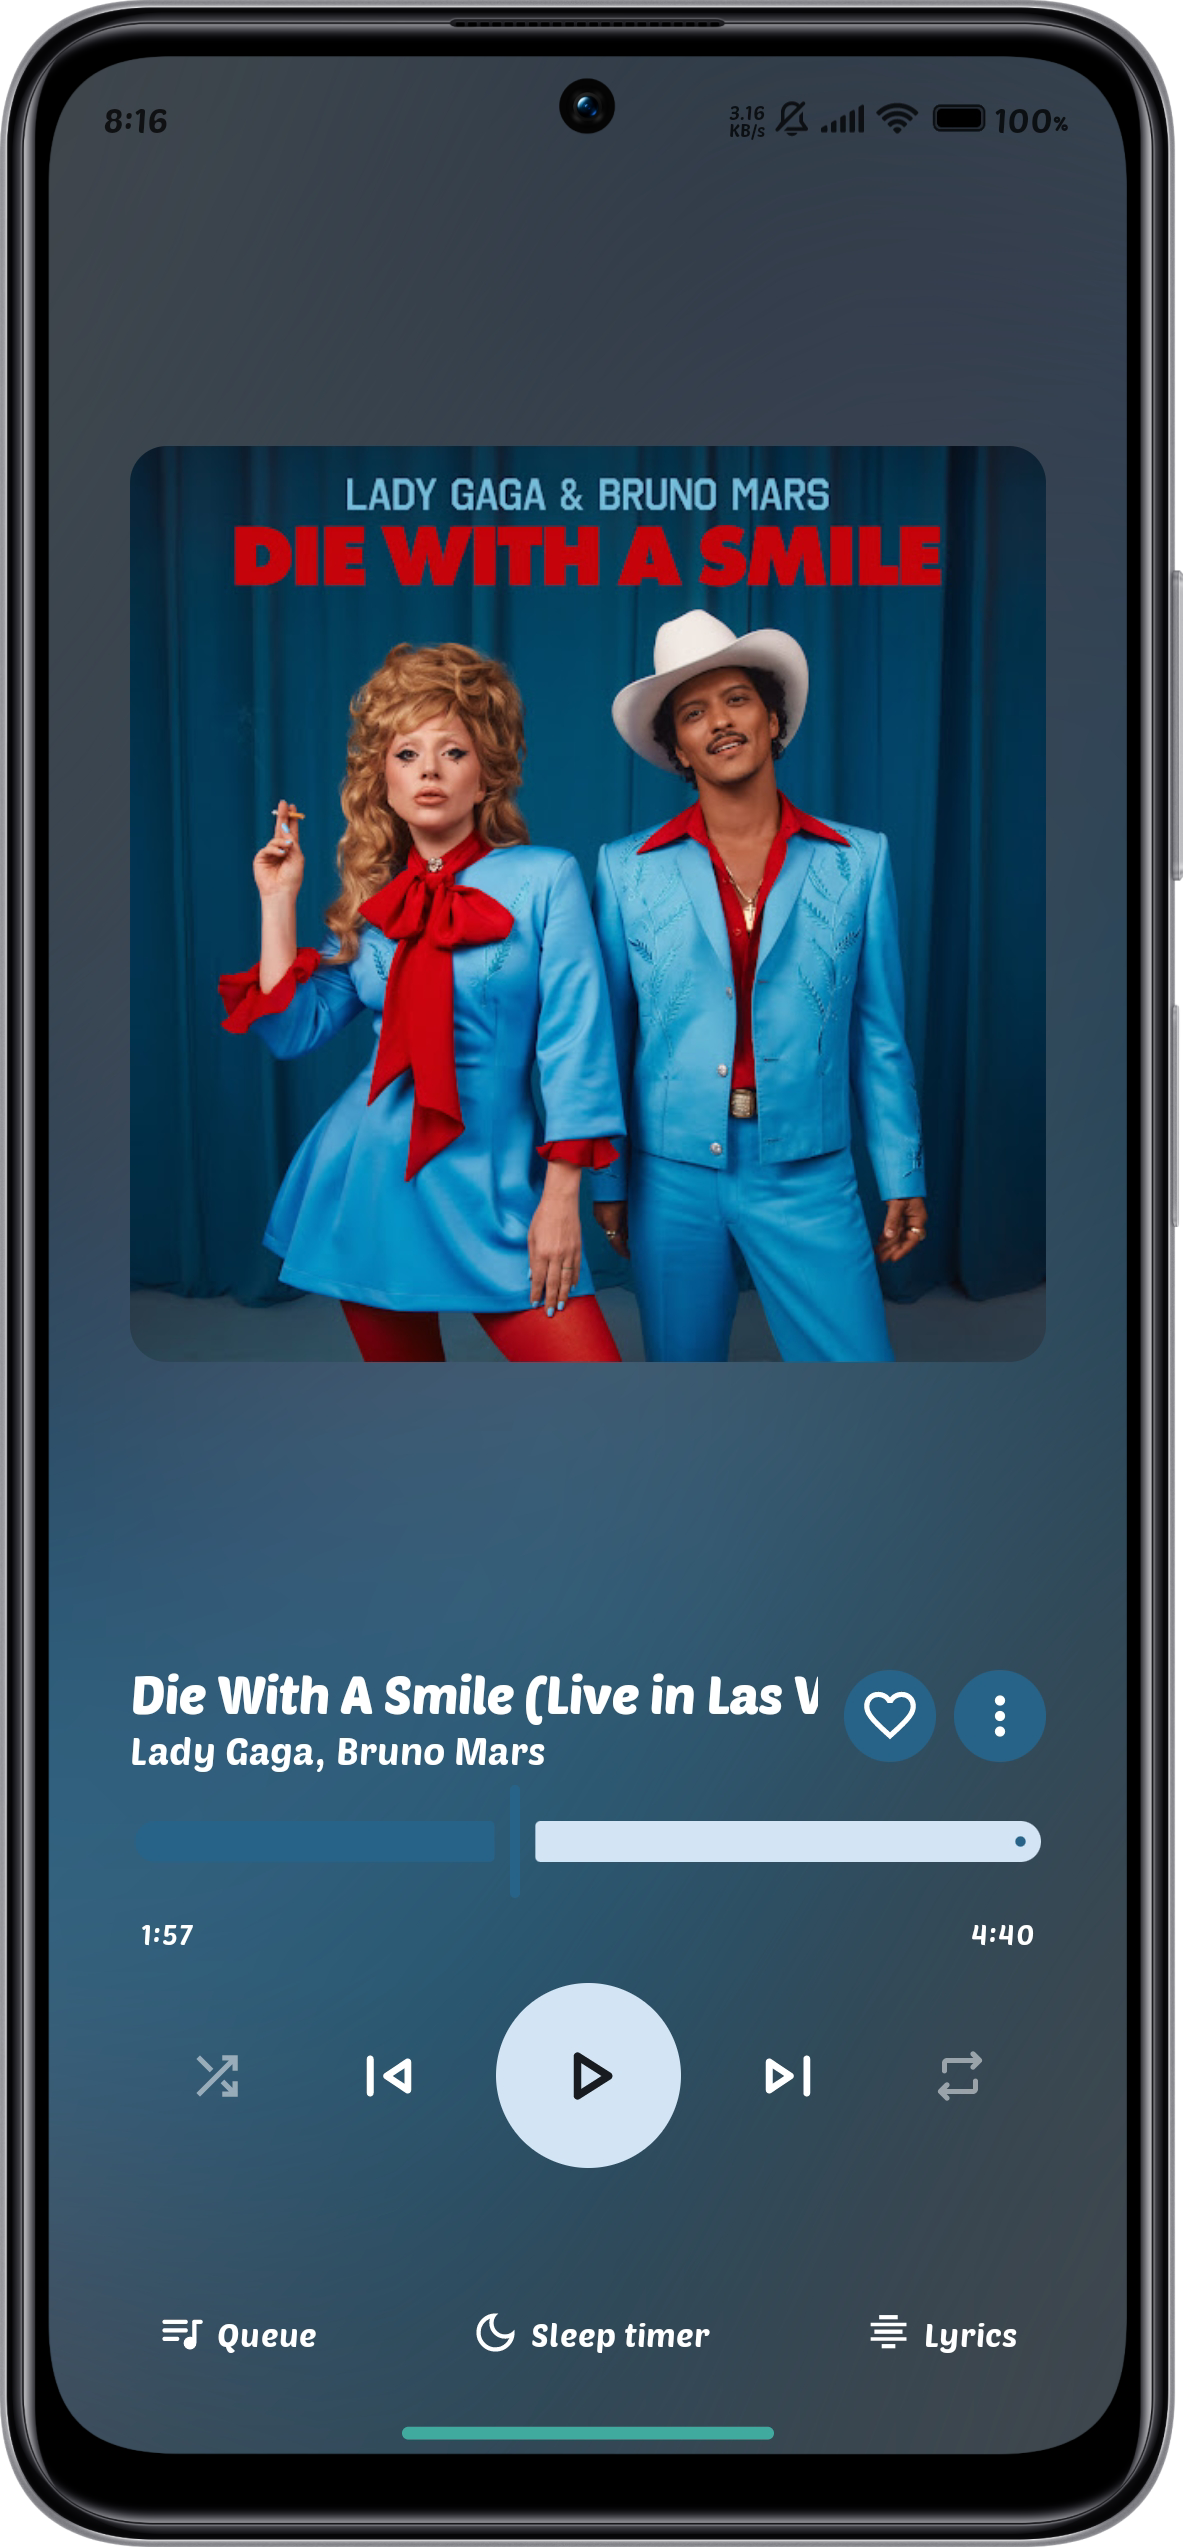 8:16
3.16
KB/s
100%
LADY GAGA & BRUNO MARS
DIE WITH A SMILE
Die With A Smile (Live in Las V
Lady Gaga, Bruno Mars
1:57 4:40
Queue Sleep timer Lyrics